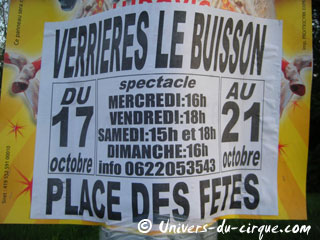 VERRIERES LE BUISSON
DU
17
octobre
spectacle
MERCREDI:16h
VENDREDI:18h
SAMEDI:15h et 18h
DIMANCHE:16h
info 0622053543
AU
21
octobre
PLACE DES FETES
© Univers-du-cirque.com